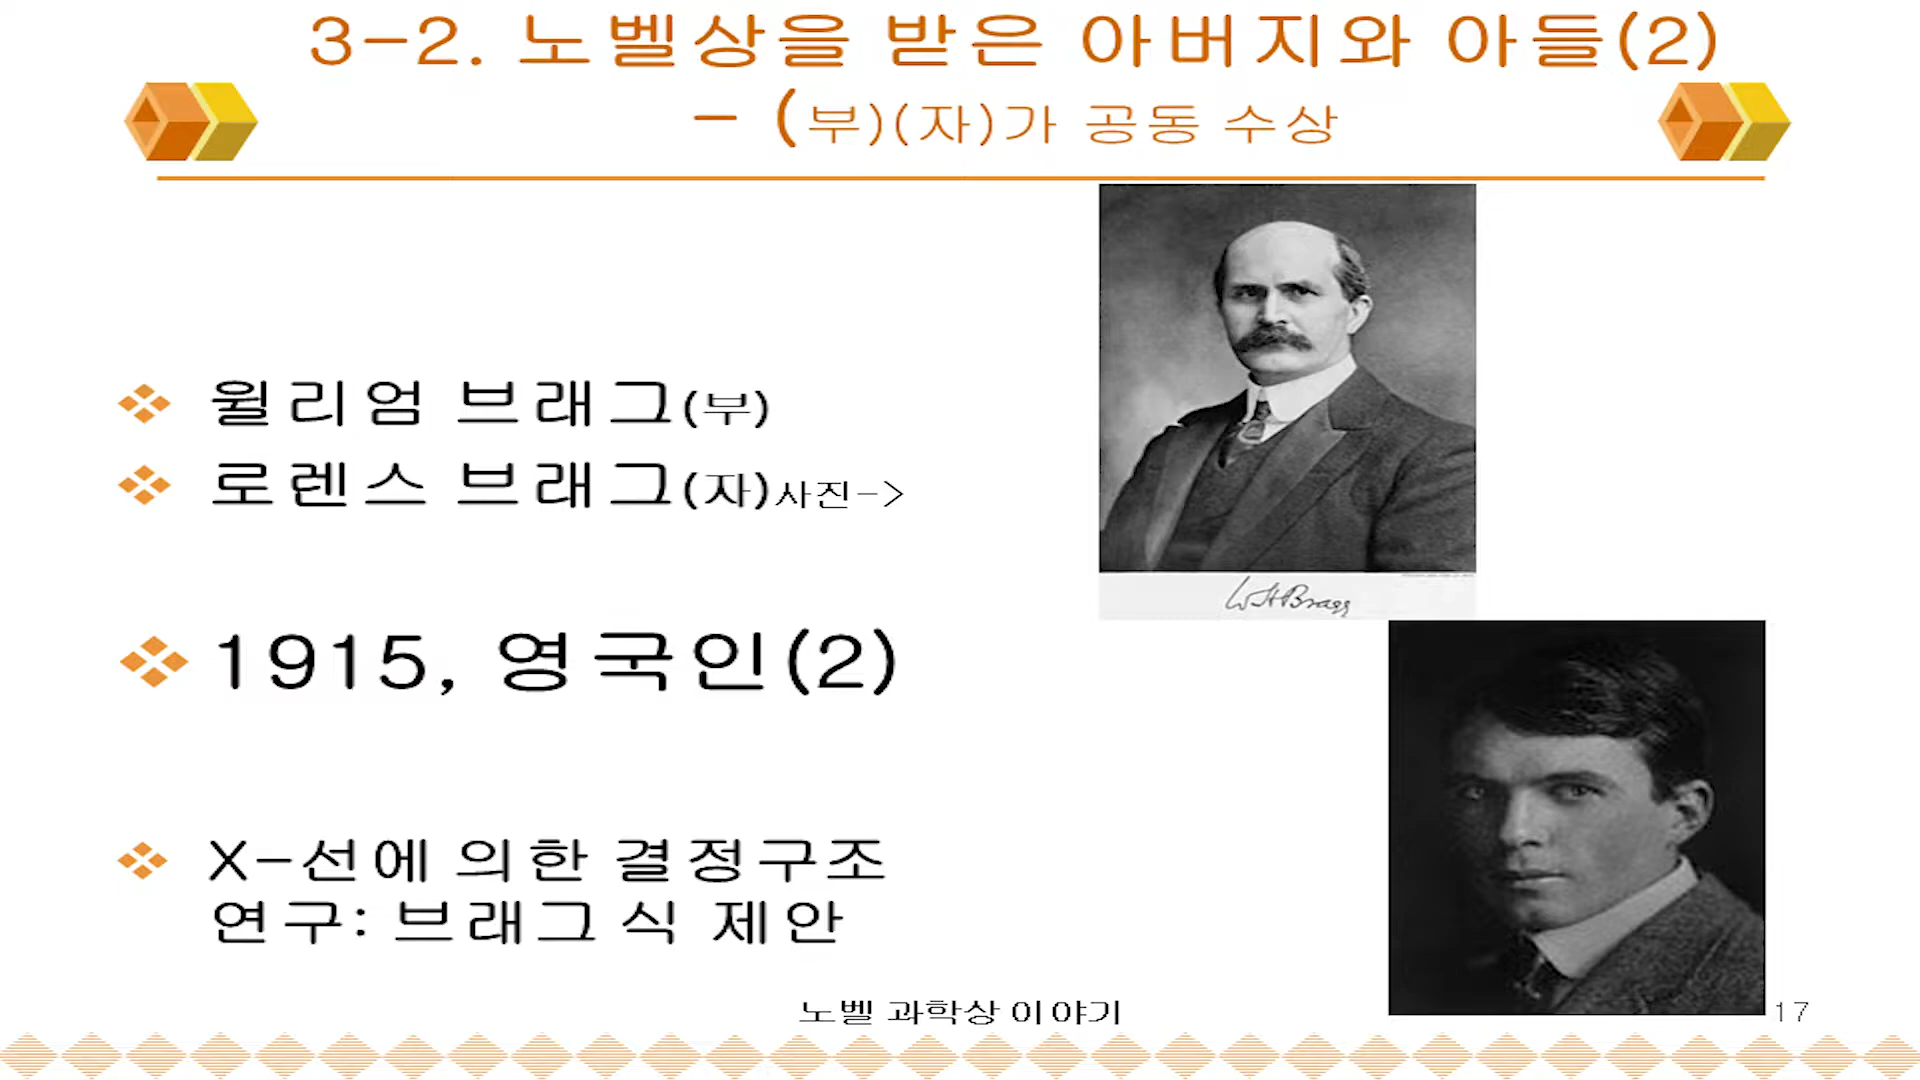 3-2. 노벨상을 받은 아버지와 아들(2)
- (부)(자)가 공동 수상
윌리엄 브래그(부)
로렌스 브래그(자)사진->
1915, 영국인(2)
X-선에 의한 결정구조
연구: 브래그 식 제안
W H Bragg
노벨 과학상 이야기
17